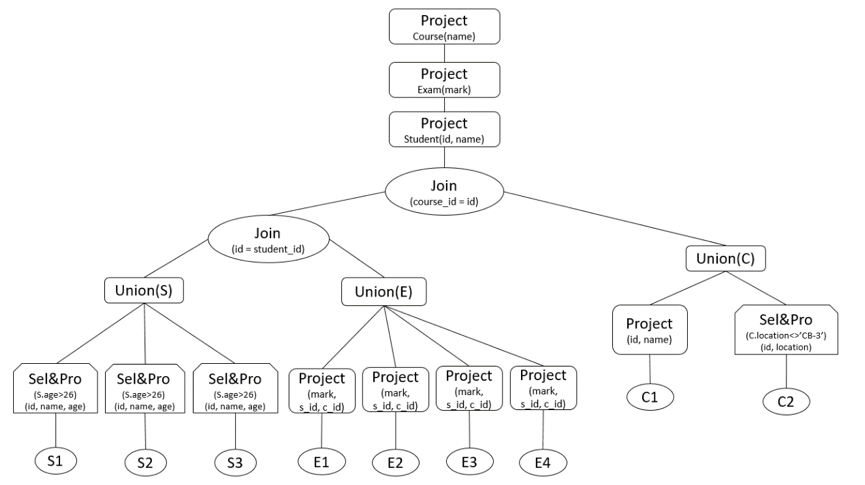 Project
Course(name)
Project
Exam(mark)
Project
Student(id, name)
Join
(course_id = id)
Join
(id = student_id)
Union(C)
Union(S)
Union(E)
Project
(id, name)
Sel&Pro
(C.location<>'CB-3')
(id, location)
Sel&Pro
(S.age>26)
(id, name, age)
Sel&Pro
(S.age>26)
(id, name, age)
Sel&Pro
(S.age>26)
(id, name, age)
Project
(mark,
s_id, c_id)
Project
(mark,
s_id, c_id)
Project
(mark,
s_id, c_id)
Project
(mark,
s_id, c_id)
C1
C2
S1
S2
S3
E1
E2
E3
E4